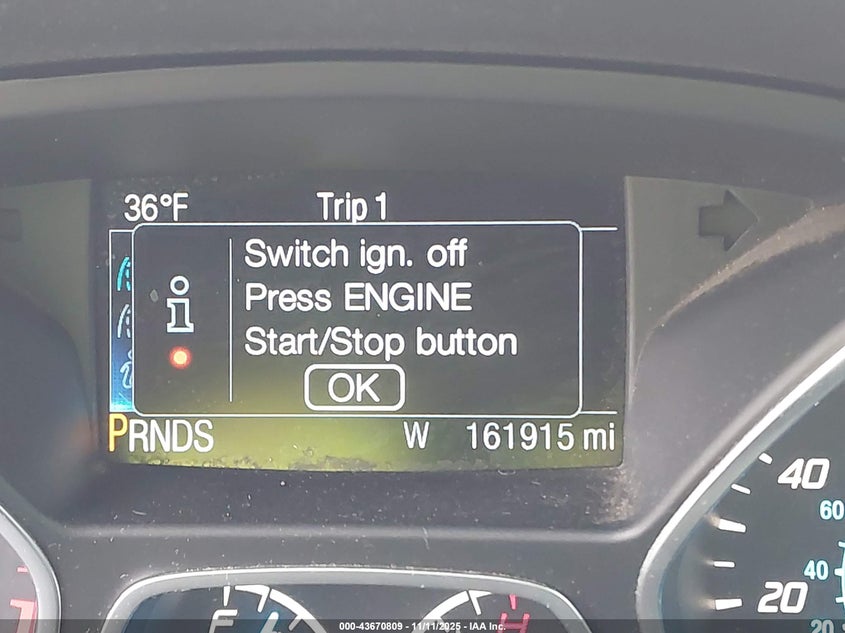 36°F Trip 1
Switch ign. off
Press ENGINE
Start/Stop button
OK
PRNDS W 161915 mi
40
60
40
20
20
F
H
000-43670809 - 11/11/2025 - IAA Inc.